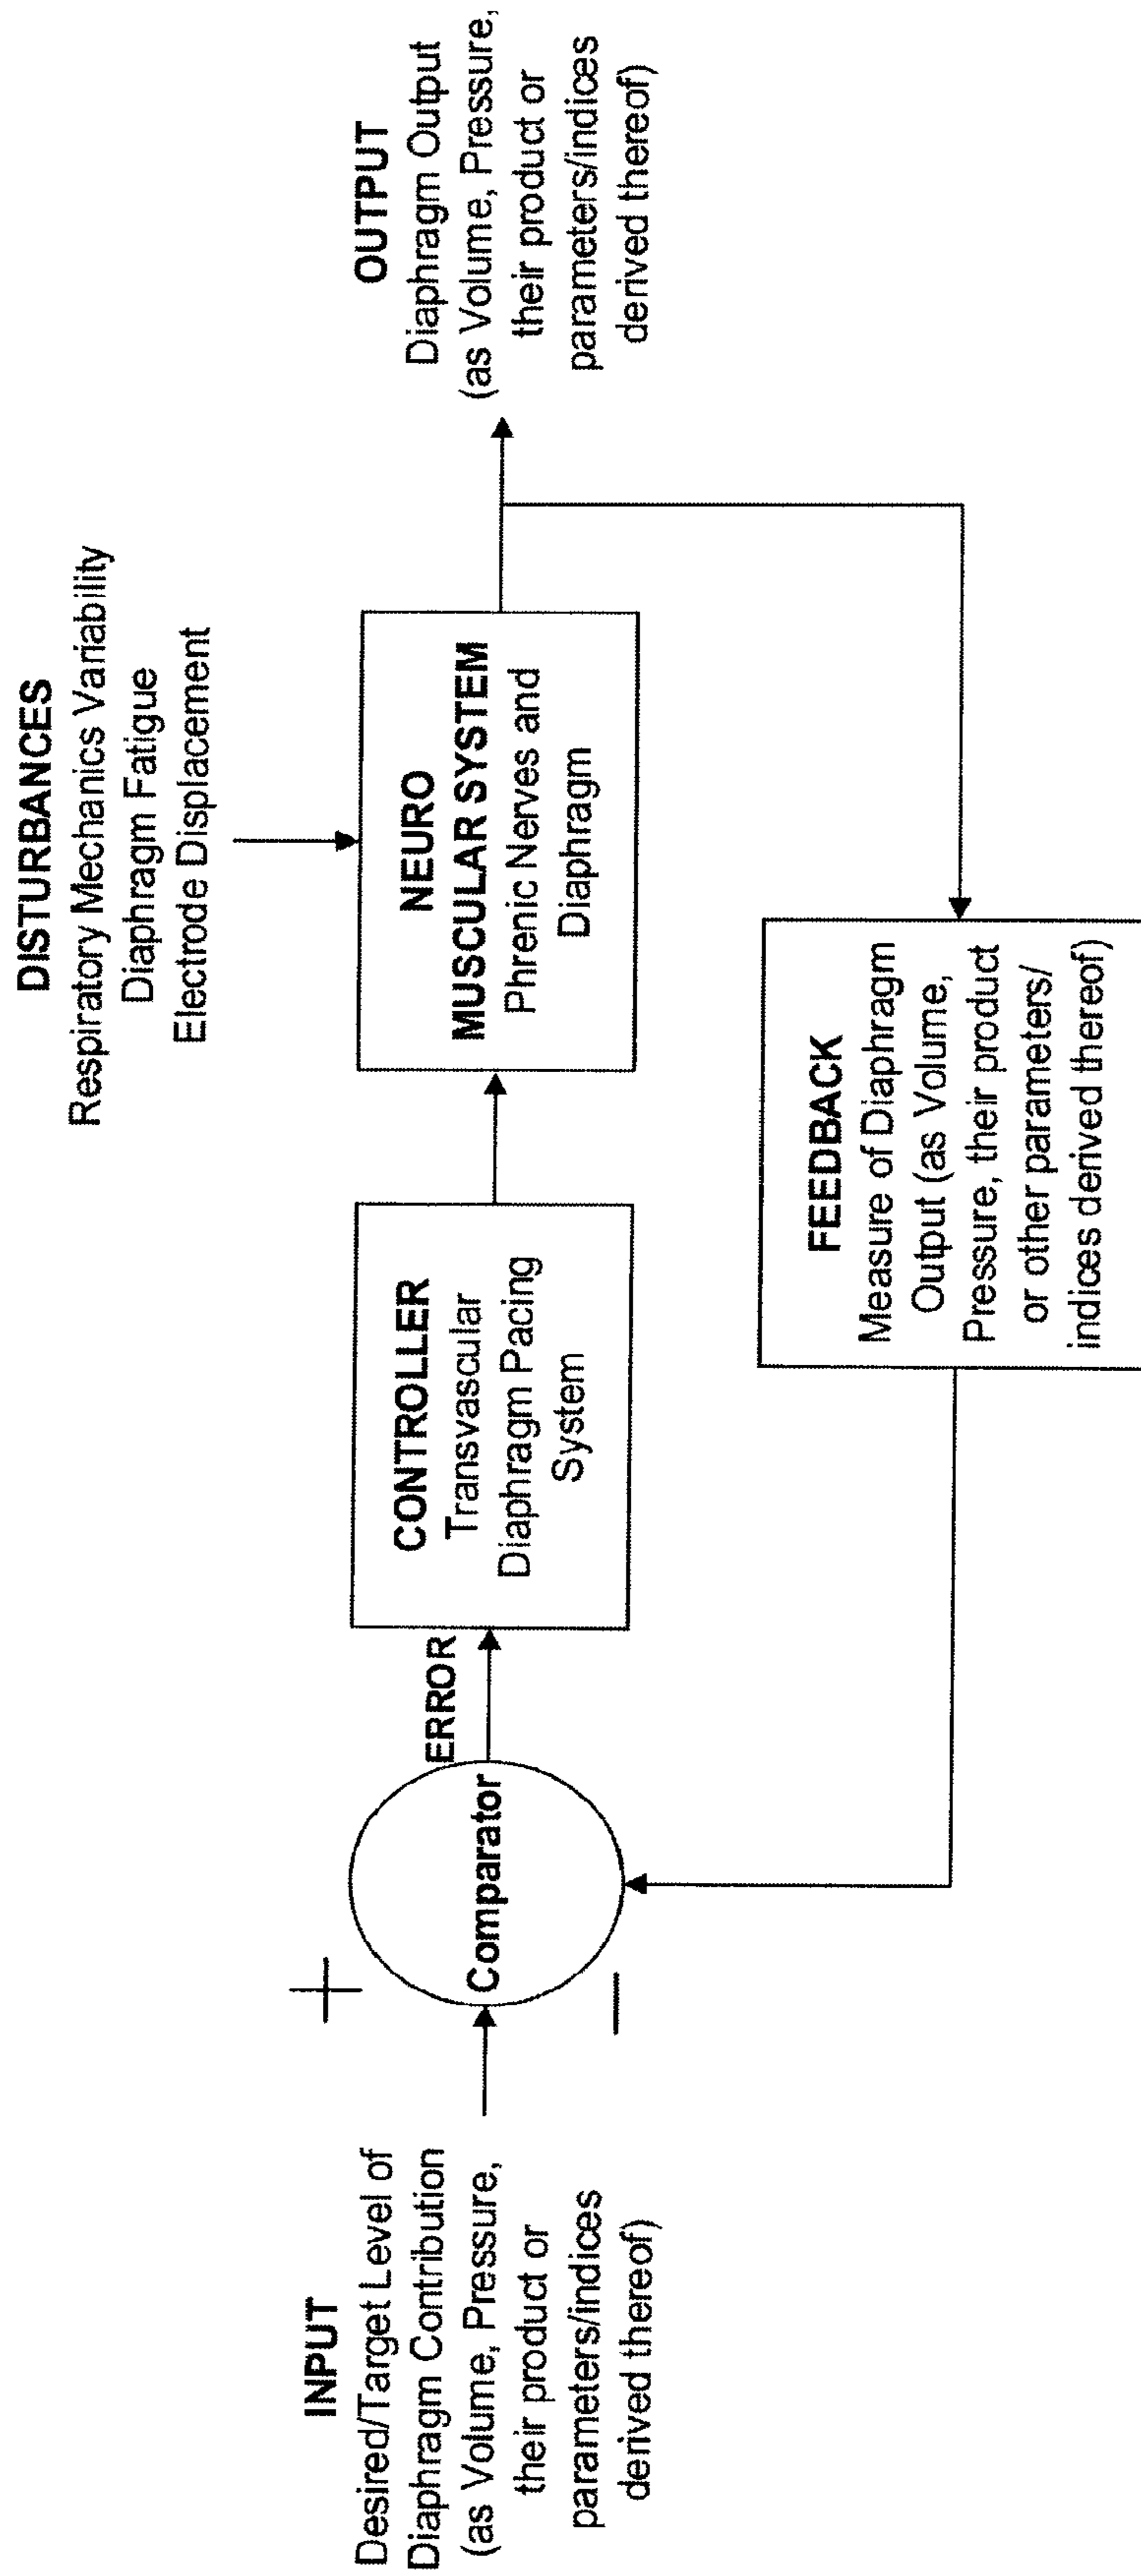 DISTURBANCES
Respiratory Mechanics Variability
Diaphragm Fatigue
Electrode Displacement
INPUT
Desired/Target Level of
Diaphragm Contribution
(as Volume, Pressure,
their product or
parameters/indices
derived thereof)
+
−
Comparator
ERROR
CONTROLLER
Transvascular
Diaphragm Pacing
System
NEURO
MUSCULAR SYSTEM
Phrenic Nerves and
Diaphragm
OUTPUT
Diaphragm Output
(as Volume, Pressure,
their product or
parameters/indices
derived thereof)
FEEDBACK
Measure of Diaphragm
Output (as Volume,
Pressure, their product
or other parameters/
indices derived thereof)